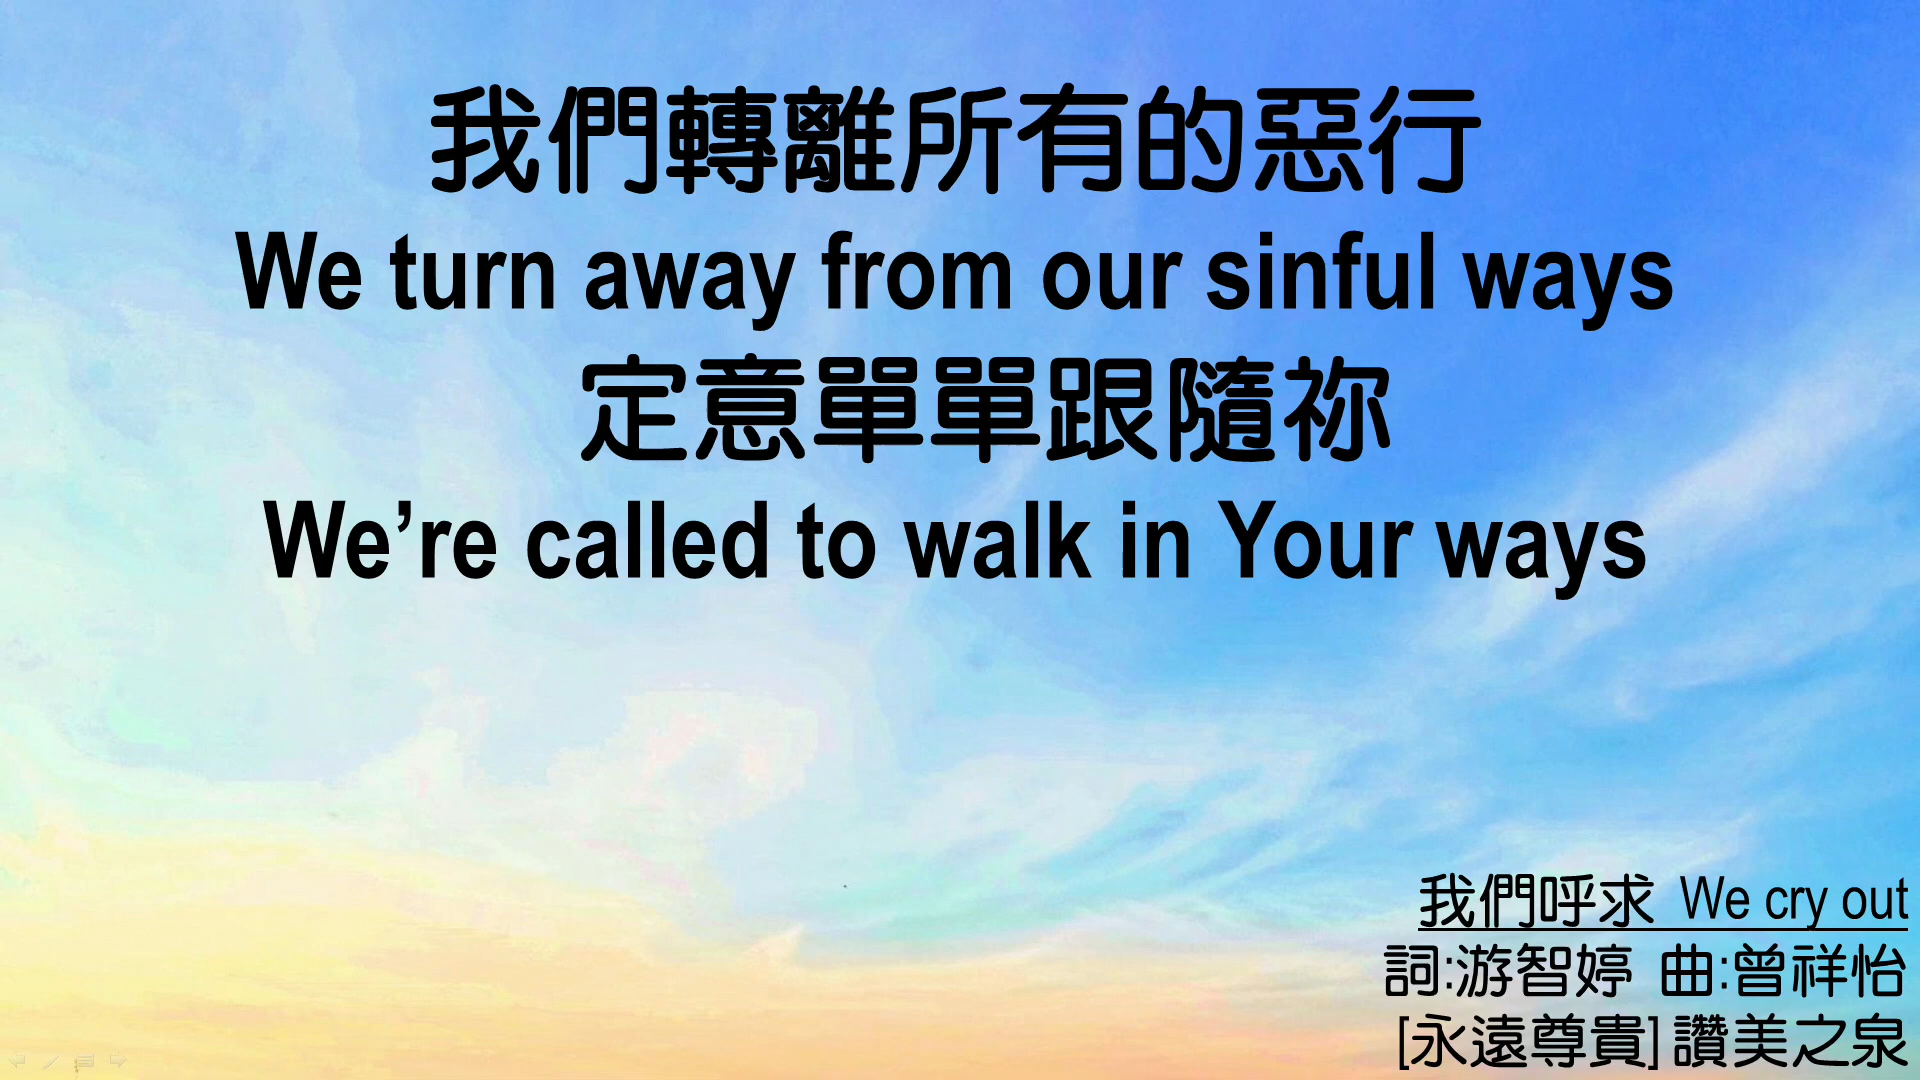 我們轉離所有的惡行
We turn away from our sinful ways
定意單單跟隨祢
We’re called to walk in Your ways
我們呼求 We cry out
詞:游智婷 曲:曾祥怡
[永遠尊貴] 讚美之泉